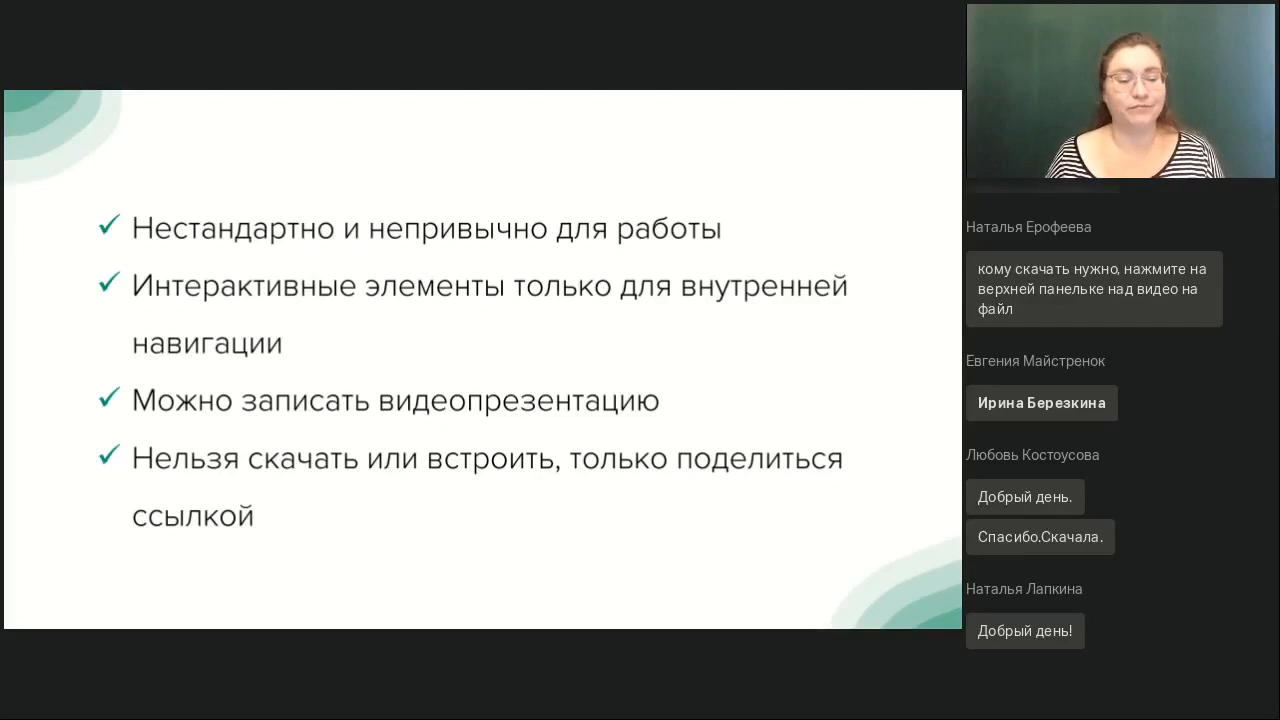 Нестандартно и непривычно для работы
Интерактивные элементы только для внутренней
навигации
Можно записать видеопрезентацию
Нельзя скачать или встроить, только поделиться
ссылкой
Наталья Ерофеева
кому скачать нужно, нажмите на
верхней панельке над видео на
файл
Евгения Майстренок
Ирина Березкина
Любовь Костоусова
Добрый день.
Спасибо.Скачала.
Наталья Лапкина
Добрый день!